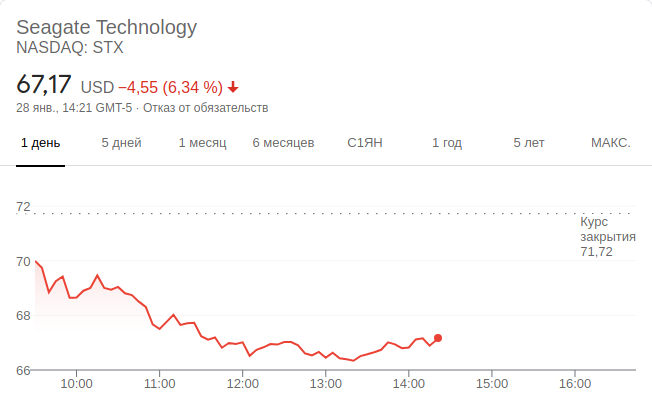 Seagate Technology
NASDAQ: STX
67,17 USD −4,55 (6,34 %)
28 янв., 14:21 GMT-5 · Отказ от обязательств
1 день 5 дней 1 месяц 6 месяцев С1ЯН 1 год 5 лет МАКС.
72
Курс
закрытия
71,72
70
68
66
10:00 11:00 12:00 13:00 14:00 15:00 16:00